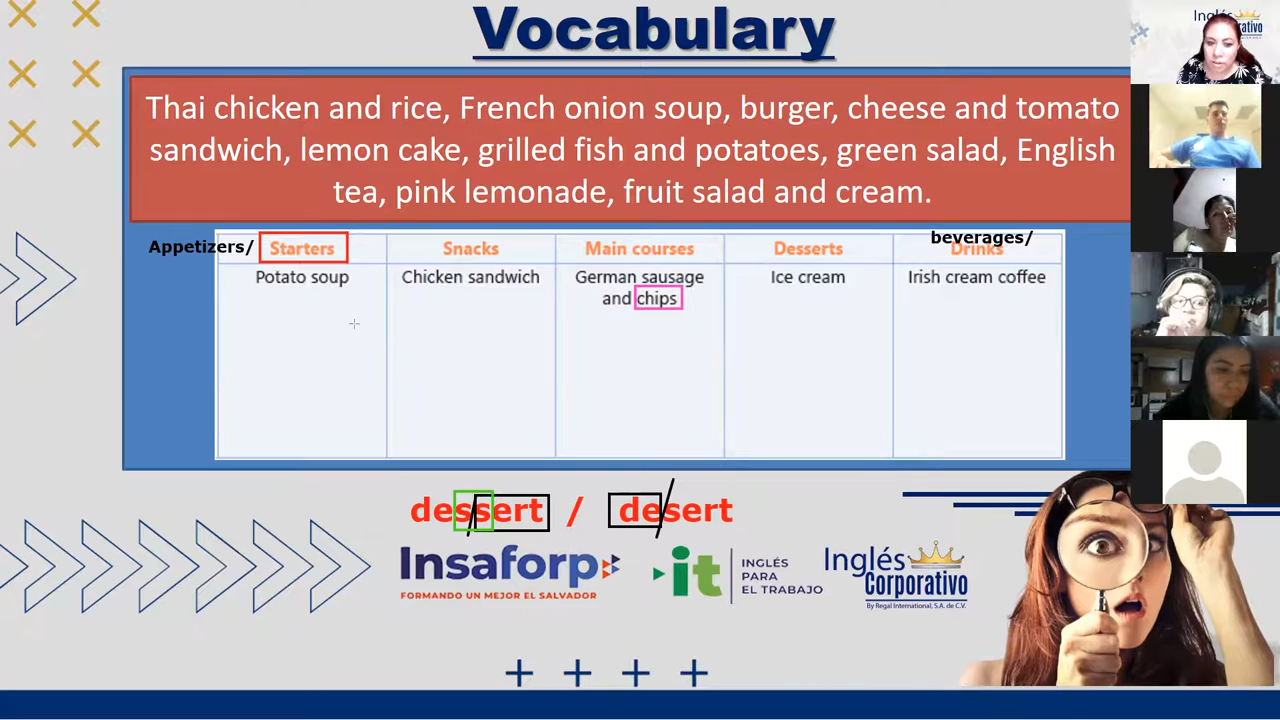 Vocabulary
Thai chicken and rice, French onion soup, burger, cheese and tomato
sandwich, lemon cake, grilled fish and potatoes, green salad, English
tea, pink lemonade, fruit salad and cream.
Appetizers/ Starters
Snacks
Main courses
Desserts
beverages/
Drinks
Potato soup
Chicken sandwich
German sausage
and chips
Ice cream
Irish cream coffee
dessert / desert
Insaforp
FORMANDO UN MEJOR EL SALVADOR
it
INGLÉS
PARA
EL TRABAJO
Inglés
Corporativo
By Regal International, S.A. de C.V.